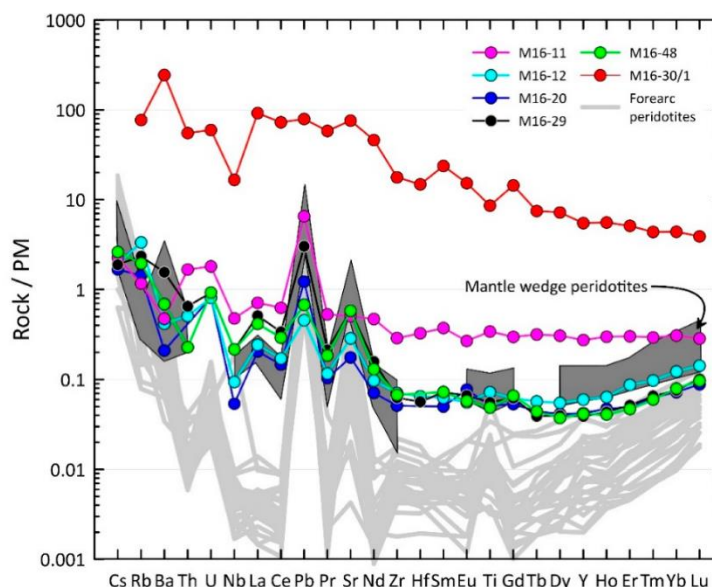 1000
100
10
1
0.1
0.01
0.001
Rock / PM
M16-11
M16-12
M16-20
M16-29
M16-48
M16-30/1
Forearc
peridotites
Mantle wedge peridotites
Cs Rb Ba Th U Nb La Ce Pb Pr Sr Nd Zr Hf Sm Eu Ti Gd Tb Dy Y Ho Er Tm Yb Lu